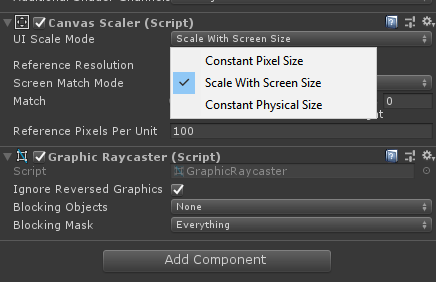 Canvas Scaler (Script)
UI Scale Mode Scale With Screen Size
Constant Pixel Size
Reference Resolution
Scale With Screen Size
Screen Match Mode
Constant Physical Size
Match 0
Reference Pixels Per Unit 100
Graphic Raycaster (Script)
Script GraphicRaycaster
Ignore Reversed Graphics
Blocking Objects None
Blocking Mask Everything
Add Component